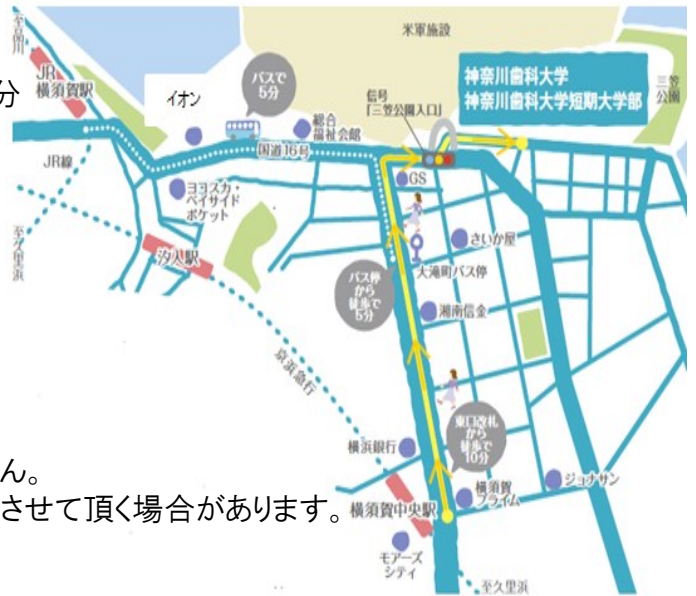 至品川
JR
横須賀駅
分
イオン
バスで
5分
総合
福祉会館
国道16号
米軍施設
信号
「三笠公園入口」
神奈川歯科大学
神奈川歯科大学短期大学部
三笠
公園
JR線
至久里浜
ヨコスカ・
ベイサイド
ポケット
汐入駅
GS
さいか屋
大滝町バス停
バス停
から
徒歩で
5分
湘南信金
京浜急行
東口改札
から
徒歩で
10分
横浜銀行
ん。
させて頂く場合があります。
横須賀中央駅
横須賀
プライム
ジョナサン
モアーズ
シティ
至久里浜